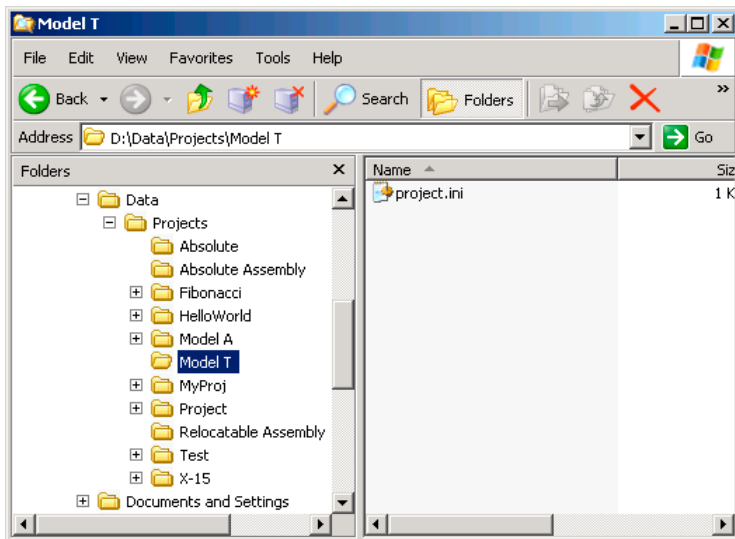 Model T
File Edit View Favorites Tools Help
Back Search Folders »
Address D:\Data\Projects\Model T Go
Folders
Name Siz
Data
project.ini 1 K
Projects
Absolute
Absolute Assembly
Fibonacci
HelloWorld
Model A
Model T
MyProj
Project
Relocatable Assembly
Test
X-15
Documents and Settings